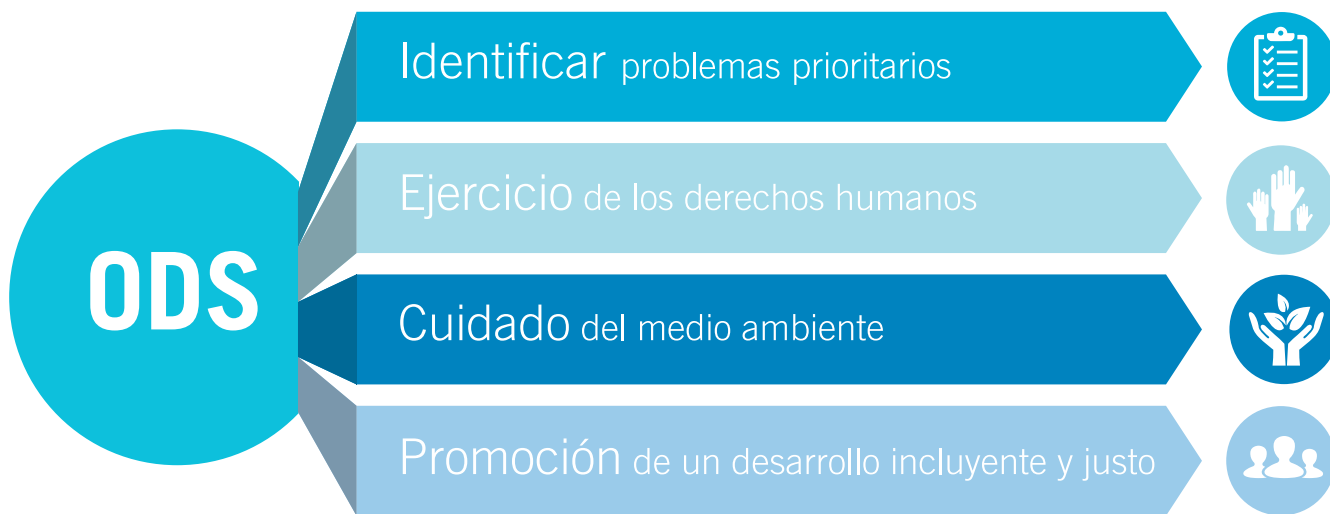 ODS
Identificar problemas prioritarios
Ejercicio de los derechos humanos
Cuidado del medio ambiente
Promoción de un desarrollo incluyente y justo